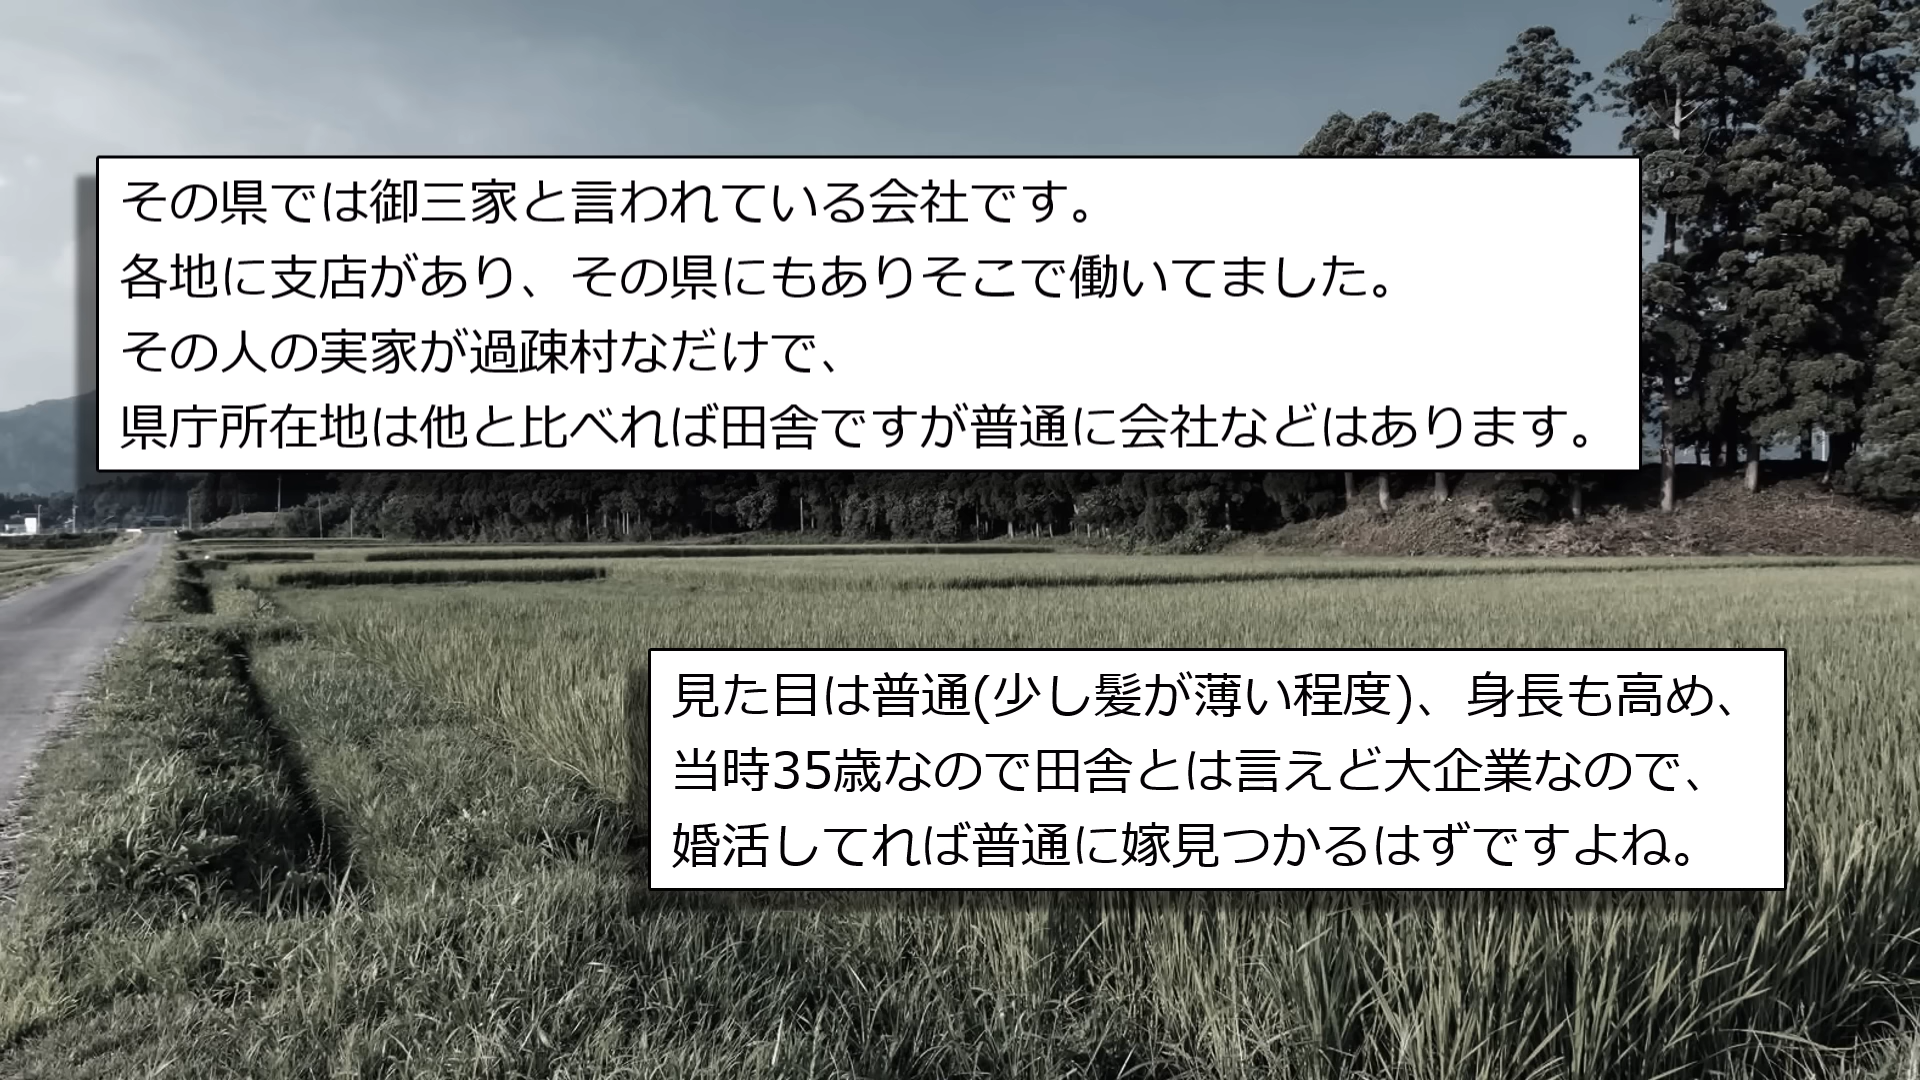 その県では御三家と言われている会社です。
各地に支店があり、その県にもありそこで働いてました。
その人の実家が過疎村なだけで、
県庁所在地は他と比べれば田舎ですが普通に会社などはあります。
見た目は普通(少し髪が薄い程度)、身長も高め、
当時35歳なので田舎とは言えど大企業なので、
婚活してれば普通に嫁見つかるはずですよね。